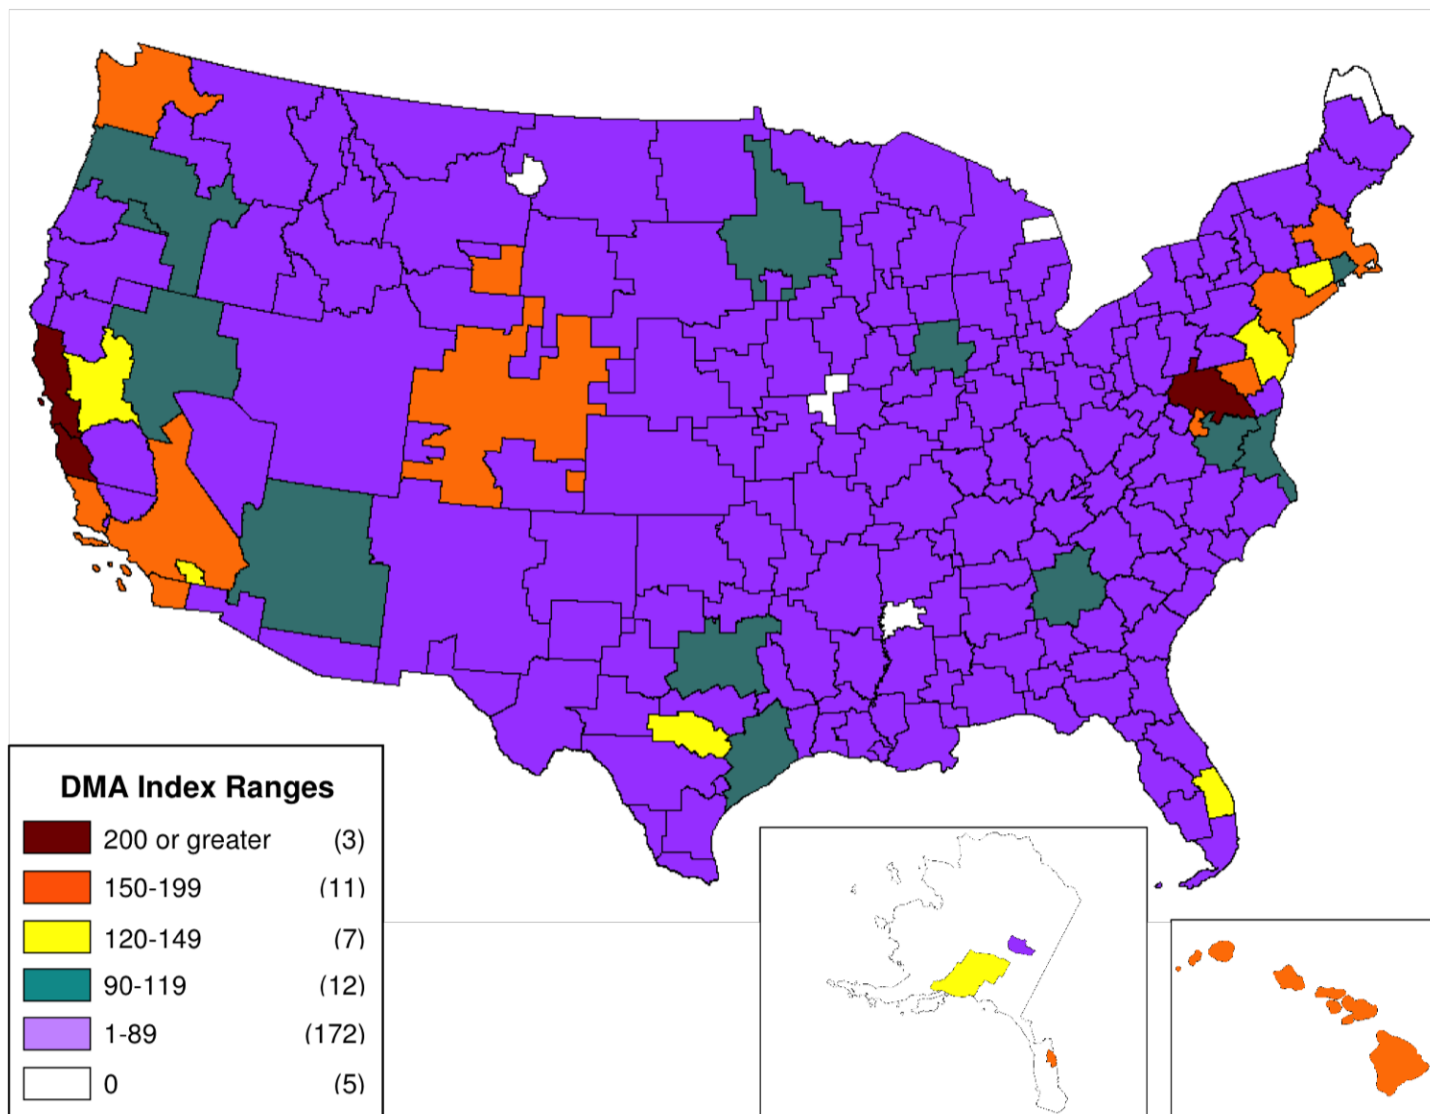 DMA Index Ranges
200 or greater (3)
150-199 (11)
120-149 (7)
90-119 (12)
1-89 (172)
0 (5)